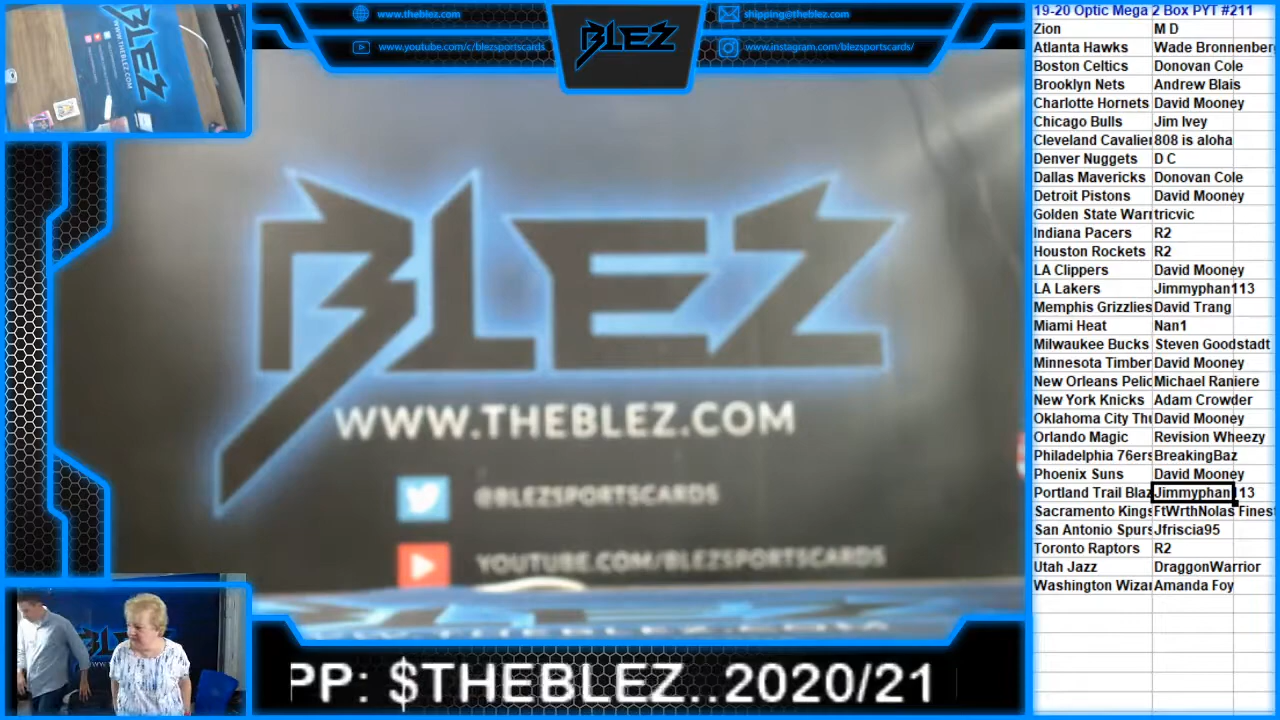 www.theblez.com
shipping@theblez.com
www.youtube.com/c/blezsportscards
www.instagram.com/blezsportscards/
BLEZ
BLEZ
WWW.THEBLEZ.COM
BLEZ
WWW.THEBLEZ.COM
@BLEZSPORTSCARDS
YOUTUBE.COM/BLEZSPORTSCARDS
PP: $THEBLEZ..2020/21
19-20 Optic Mega 2 Box PYT #211
Zion M D
Atlanta Hawks Wade Bronnenberg
Boston Celtics Donovan Cole
Brooklyn Nets Andrew Blais
Charlotte Hornets David Mooney
Chicago Bulls Jim Ivey
Cleveland Cavalier 808 is aloha
Denver Nuggets D C
Dallas Mavericks Donovan Cole
Detroit Pistons David Mooney
Golden State Warr tricvic
Indiana Pacers R2
Houston Rockets R2
LA Clippers David Mooney
LA Lakers Jimmyphan113
Memphis Grizzlies David Trang
Miami Heat Nan1
Milwaukee Bucks Steven Goodstadt
Minnesota Timber David Mooney
New Orleans Pelic Michael Raniere
New York Knicks Adam Crowder
Oklahoma City Thu David Mooney
Orlando Magic Revision Wheezy
Philadelphia 76ers BreakingBaz
Phoenix Suns David Mooney
Portland Trail Blaz Jimmyphan113
Sacramento Kings FtWrthNolas Finest
San Antonio Spurs Jfriscia95
Toronto Raptors R2
Utah Jazz DraggonWarrior
Washington Wizar Amanda Foy